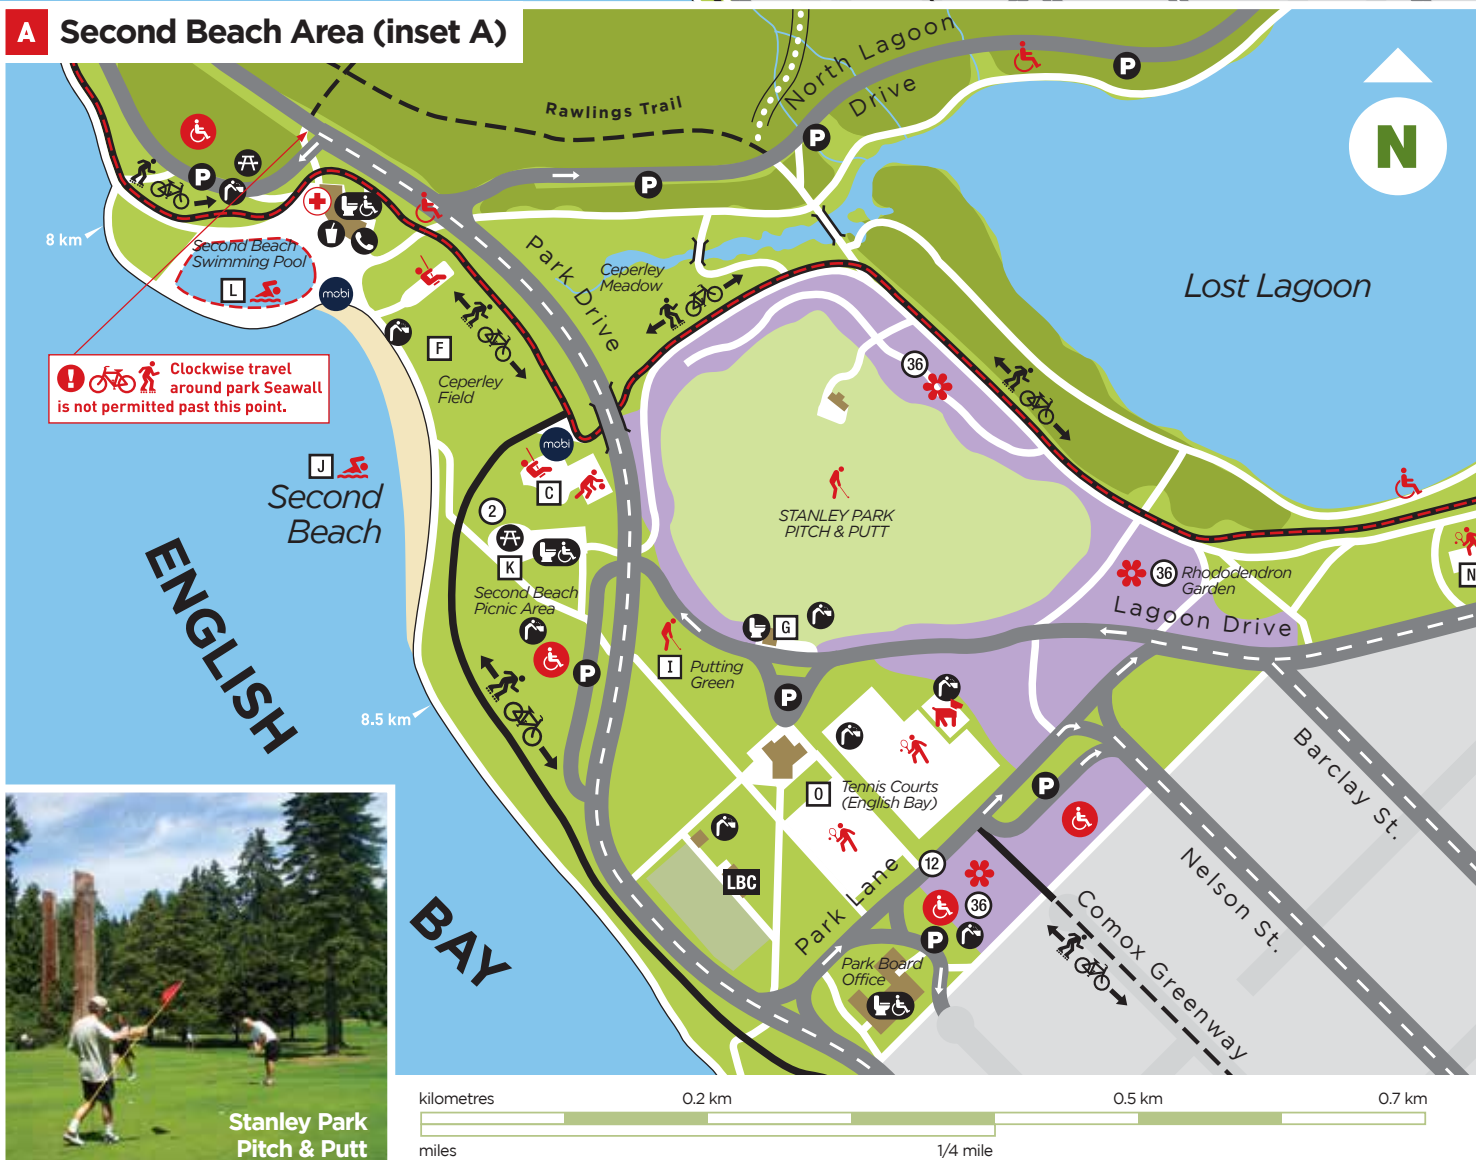 A Second Beach Area (inset A)
North Lagoon
Drive
Rawlings Trail
P
P
P
P
N
8 km
Second Beach
Swimming Pool
L
mobi
Park Drive
Ceperley
Meadow
Lost Lagoon
! Clockwise travel
around park Seawall
is not permitted past this point.
F
Ceperley
Field
36
mobi
J
Second
Beach
C
2
K
Second Beach
Picnic Area
STANLEY PARK
PITCH & PUTT
36 Rhododendron
Garden
N
Lagoon Drive
ENGLISH
BAY
G
I Putting
Green
P
P
8.5 km
O Tennis Courts
(English Bay)
P
Barclay St.
Nelson St.
LBC
12
Park Lane
36
P
Comox Greenway
Park Board
Office
Stanley Park
Pitch & Putt
kilometres 0.2 km 0.5 km 0.7 km
miles 1/4 mile